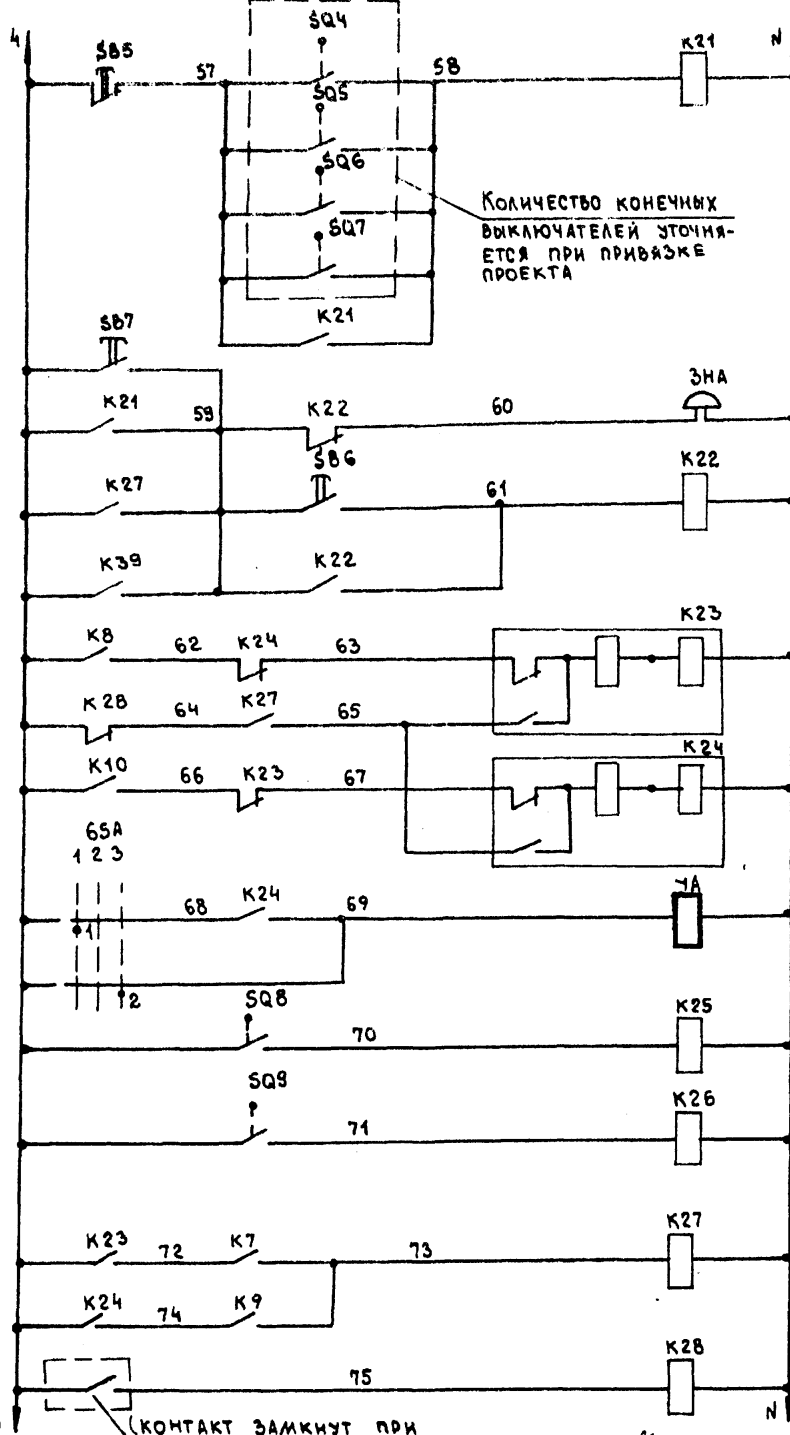 4 SB5 57 SQ4 58 K21 N
SQ5
SQ6
SQ7
КОЛИЧЕСТВО КОНЕЧНЫХ
ВЫКЛЮЧАТЕЛЕЙ УТОЧНЯ-
ЕТСЯ ПРИ ПРИВЯЗКЕ
ПРОЕКТА
K21
SB7
K21 59 K22 60 ЗНА
SB6
K27 61 K22
K39 K22
K8 62 K24 63 K23
K28 64 K27 65
K10 66 K23 67 K24
65А
1 2 3
1 68 K24 69 YA
2
SQ8
70 K25
SQ9
71 K26
K23 72 K7 73 K27
K24 74 K9
75 K28
(КОНТАКТ ЗАМКНУТ ПРИ N